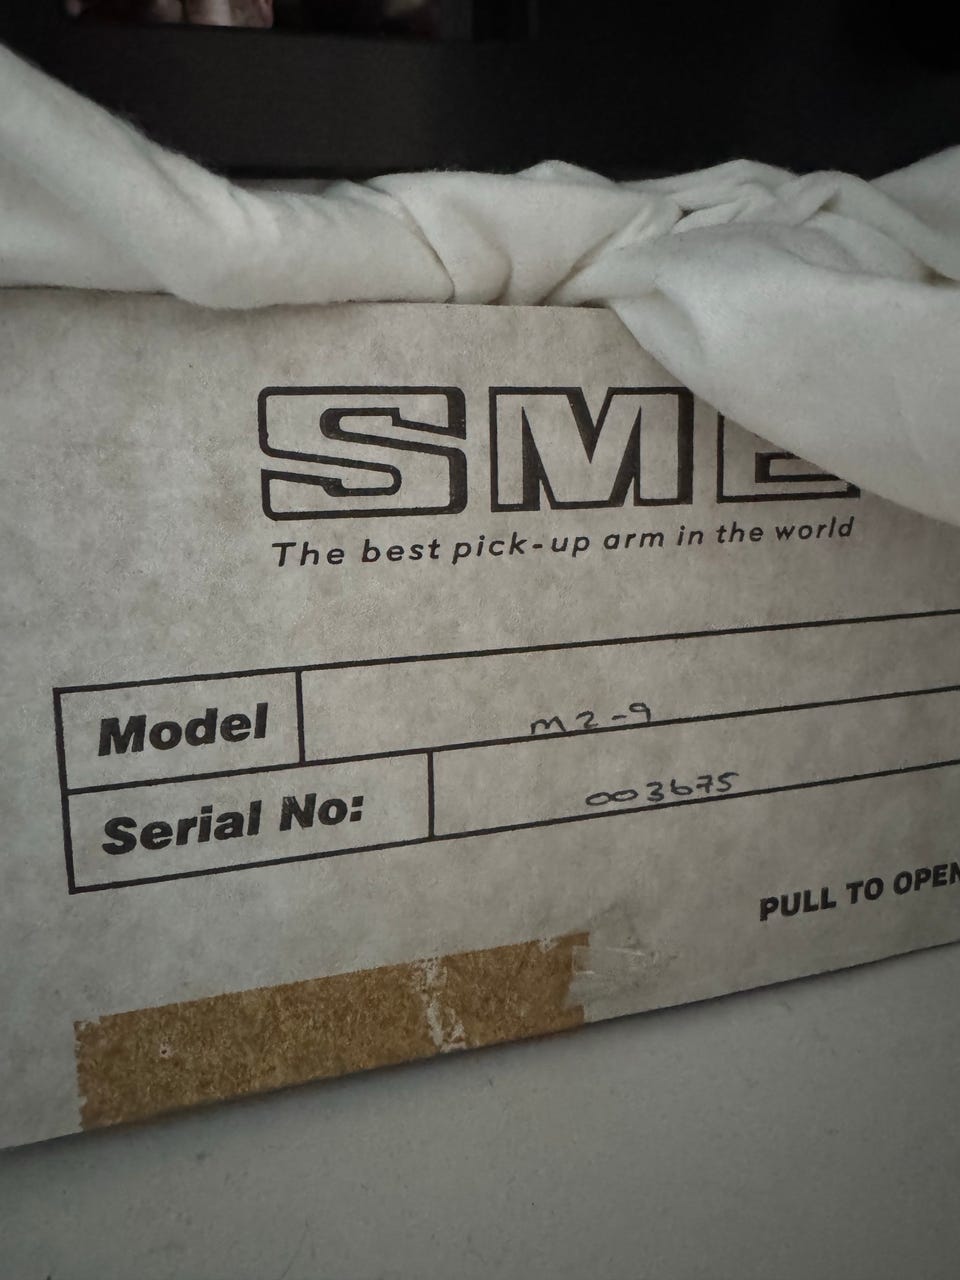 SME
The best pick-up arm in the world
Model M2-9
Serial No: 003675
PULL TO OPEN